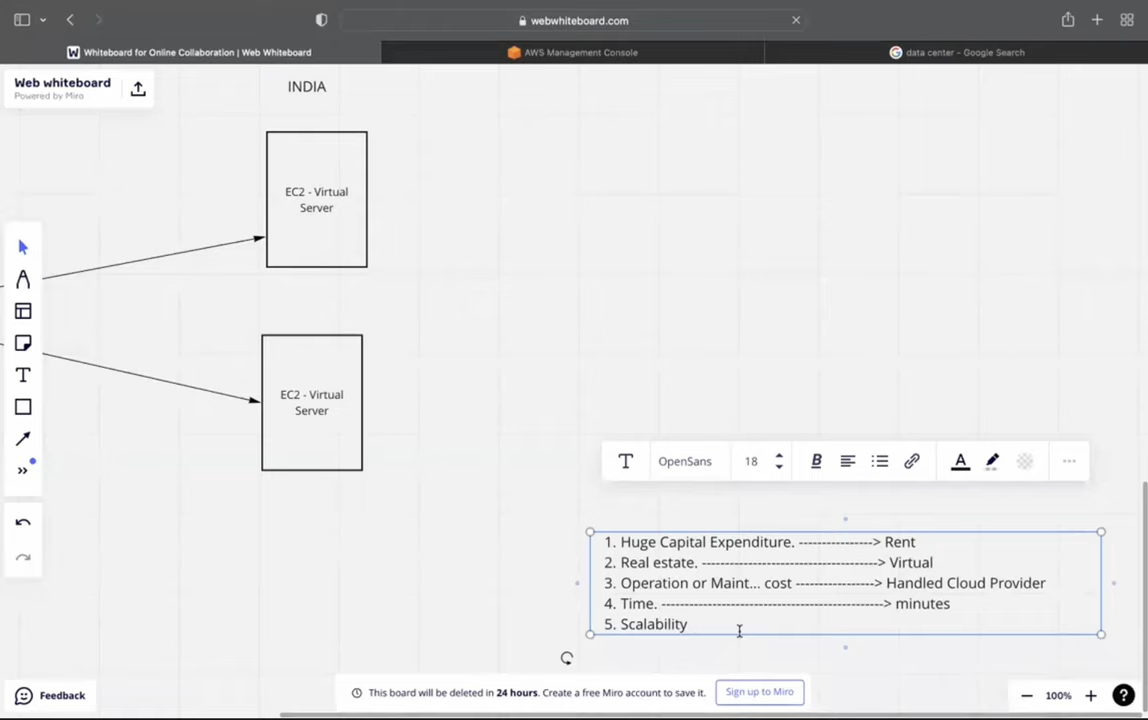 webwhiteboard.com
Whiteboard for Online Collaboration | Web Whiteboard
AWS Management Console
data center – Google Search
Web whiteboard
Powered by Miro
INDIA
EC2 - Virtual
Server
EC2 - Virtual
Server
OpenSans
18
B
A
1. Huge Capital Expenditure. ----------------> Rent
2. Real estate. --------------------------------------> Virtual
3. Operation or Maint... cost -----------------> Handled Cloud Provider
4. Time. ------------------------------------------------> minutes
5. Scalability
Feedback
This board will be deleted in 24 hours. Create a free Miro account to save it.
Sign up to Miro
100%
?